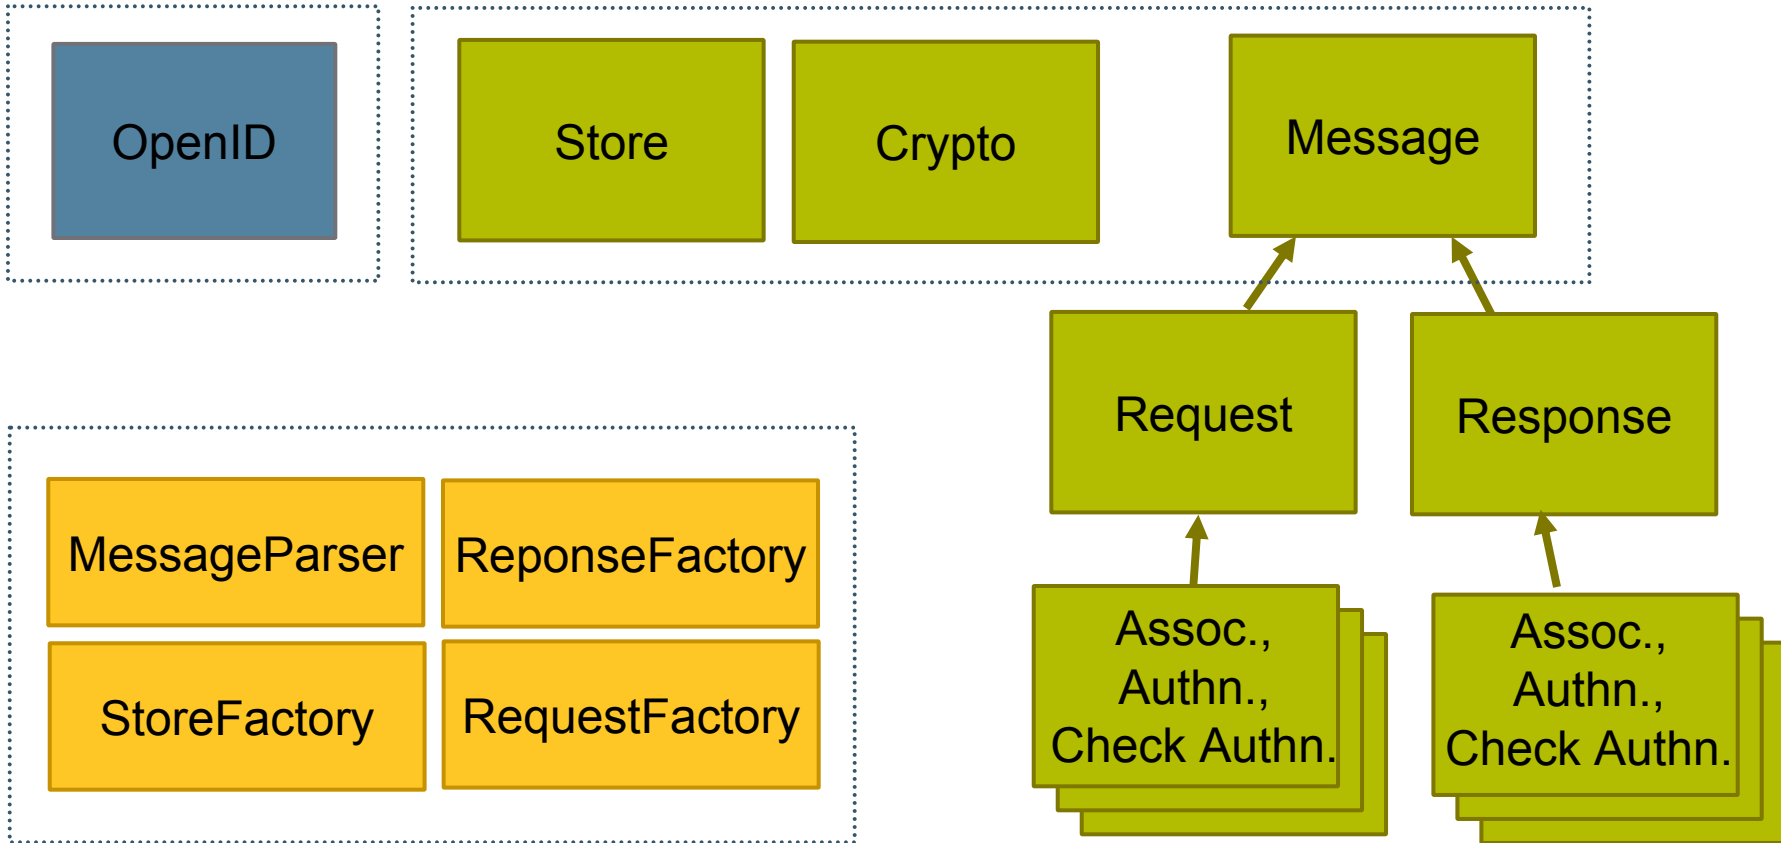 OpenID
Store
Crypto
Message
Request
Response
MessageParser
ReponseFactory
StoreFactory
RequestFactory
Assoc.,
Authn.,
Check Authn.
Assoc.,
Authn.,
Check Authn.